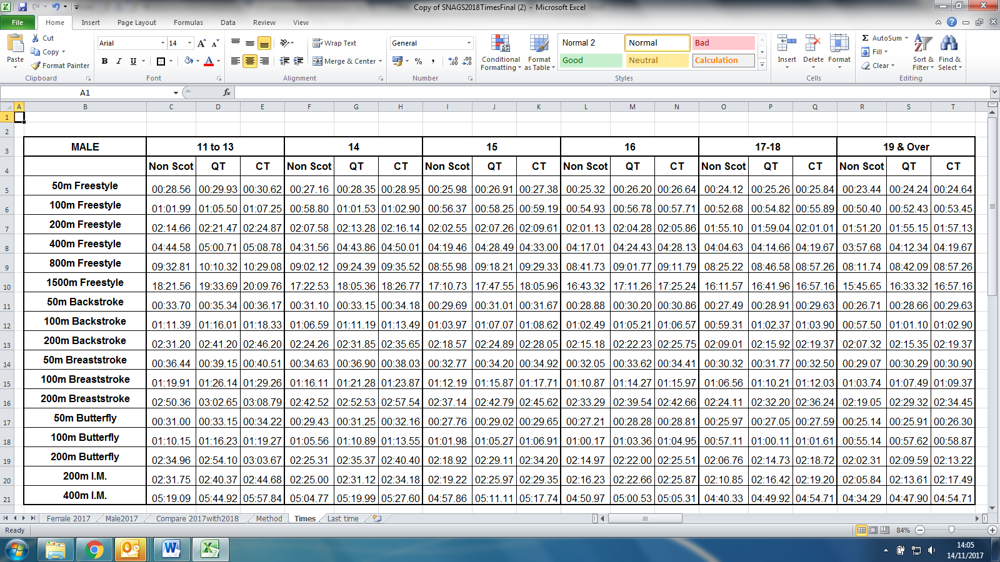 Copy of SNAGS2018TimesFinal (2) - Microsoft Excel
File Home Insert Page Layout Formulas Data Review View
Paste Cut Copy Format Painter Clipboard
Arial 14 Font
Wrap Text Merge & Center Alignment
General Number
Conditional Formatting Format as Table Normal 2 Normal Bad Good Neutral Calculation Styles
Insert Delete Format Cells
AutoSum Fill Clear Sort & Filter Find & Select Editing
A1 fx
A B C D E F G H I J K L M N O P Q R S T
1
2
3 MALE 11 to 13 14 15 16 17-18 19 & Over
4 Non Scot QT CT Non Scot QT CT Non Scot QT CT Non Scot QT CT Non Scot QT CT Non Scot QT CT
5 50m Freestyle 00:28.56 00:29.93 00:30.62 00:27.16 00:28.35 00:28.95 00:25.98 00:26.91 00:27.38 00:25.32 00:26.20 00:26.64 00:24.12 00:25.26 00:25.84 00:23.44 00:24.24 00:24.64
6 100m Freestyle 01:01.99 01:05.50 01:07.25 00:58.80 01:01.53 01:02.90 00:56.37 00:58.25 00:59.19 00:54.93 00:56.78 00:57.71 00:52.68 00:54.82 00:55.89 00:50.40 00:52.43 00:53.45
7 200m Freestyle 02:14.66 02:21.47 02:24.87 02:07.58 02:13.28 02:16.14 02:02.55 02:07.26 02:09.61 02:01.13 02:04.28 02:05.86 01:55.10 01:59.04 02:01.01 01:51.20 01:55.15 01:57.13
8 400m Freestyle 04:44.58 05:00.71 05:08.78 04:31.56 04:43.86 04:50.01 04:19.46 04:28.49 04:33.00 04:17.01 04:24.43 04:28.13 04:04.63 04:14.66 04:19.67 03:57.68 04:12.34 04:19.67
9 800m Freestyle 09:32.81 10:10.32 10:29.08 09:02.12 09:24.39 09:35.52 08:55.98 09:18.21 09:29.33 08:41.73 09:01.77 09:11.79 08:25.22 08:46.58 08:57.26 08:11.74 08:42.09 08:57.26
10 1500m Freestyle 18:21.56 19:33.69 20:09.76 17:22.53 18:05.36 18:26.77 17:10.73 17:47.55 18:05.96 16:43.32 17:11.26 17:25.24 16:11.57 16:41.96 16:57.16 15:45.65 16:33.32 16:57.16
11 50m Backstroke 00:33.70 00:35.34 00:36.17 00:31.10 00:33.15 00:34.18 00:29.69 00:31.01 00:31.67 00:28.88 00:30.20 00:30.86 00:27.49 00:28.91 00:29.63 00:26.71 00:28.66 00:29.63
12 100m Backstroke 01:11.39 01:16.01 01:18.33 01:06.59 01:11.19 01:13.49 01:03.97 01:07.07 01:08.62 01:02.49 01:05.21 01:06.57 00:59.31 01:02.37 01:03.90 00:57.50 01:01.10 01:02.90
13 200m Backstroke 02:31.20 02:41.20 02:46.20 02:24.26 02:31.85 02:35.65 02:18.57 02:24.89 02:28.05 02:15.18 02:22.23 02:25.75 02:09.01 02:15.92 02:19.37 02:07.32 02:15.35 02:19.37
14 50m Breaststroke 00:36.44 00:39.15 00:40.51 00:34.63 00:36.90 00:38.03 00:32.77 00:34.20 00:34.92 00:32.05 00:33.62 00:34.41 00:30.32 00:31.77 00:32.50 00:29.07 00:30.29 00:30.90
15 100m Breaststroke 01:19.91 01:26.14 01:29.26 01:16.11 01:21.28 01:23.87 01:12.19 01:15.87 01:17.71 01:10.87 01:14.27 01:15.97 01:06.56 01:10.21 01:12.03 01:03.74 01:07.49 01:09.37
16 200m Breaststroke 02:50.36 03:02.65 03:08.79 02:42.52 02:52.53 02:57.54 02:37.14 02:42.79 02:45.62 02:33.29 02:39.54 02:42.66 02:24.11 02:32.20 02:36.24 02:19.05 02:29.32 02:34.45
17 50m Butterfly 00:31.00 00:33.15 00:34.22 00:29.43 00:31.25 00:32.16 00:27.76 00:29.02 00:29.65 00:27.21 00:28.28 00:28.81 00:25.97 00:27.05 00:27.59 00:25.14 00:25.91 00:26.30
18 100m Butterfly 01:10.15 01:16.23 01:19.27 01:05.56 01:10.89 01:13.55 01:01.98 01:05.27 01:06.91 01:00.17 01:03.36 01:04.95 00:57.11 01:00.11 01:01.61 00:55.14 00:57.62 00:58.87
19 200m Butterfly 02:34.96 02:54.10 03:03.67 02:25.31 02:35.37 02:40.40 02:18.92 02:29.11 02:34.20 02:14.97 02:22.00 02:25.51 02:06.76 02:14.73 02:18.72 02:02.31 02:09.59 02:13.22
20 200m I.M. 02:31.75 02:40.37 02:44.68 02:25.00 02:31.12 02:34.18 02:19.22 02:25.97 02:29.35 02:16.23 02:22.66 02:25.87 02:10.85 02:16.42 02:19.20 02:05.84 02:13.61 02:17.49
21 400m I.M. 05:19.09 05:44.92 05:57.84 05:04.77 05:19.99 05:27.60 04:57.86 05:11.11 05:17.74 04:50.97 05:00.53 05:05.31 04:40.33 04:49.92 04:54.71 04:34.29 04:47.90 04:54.71
Female 2017 Male2017 Compare 2017with2018 Method Times Last time
Ready 84%
14:05
14/11/2017